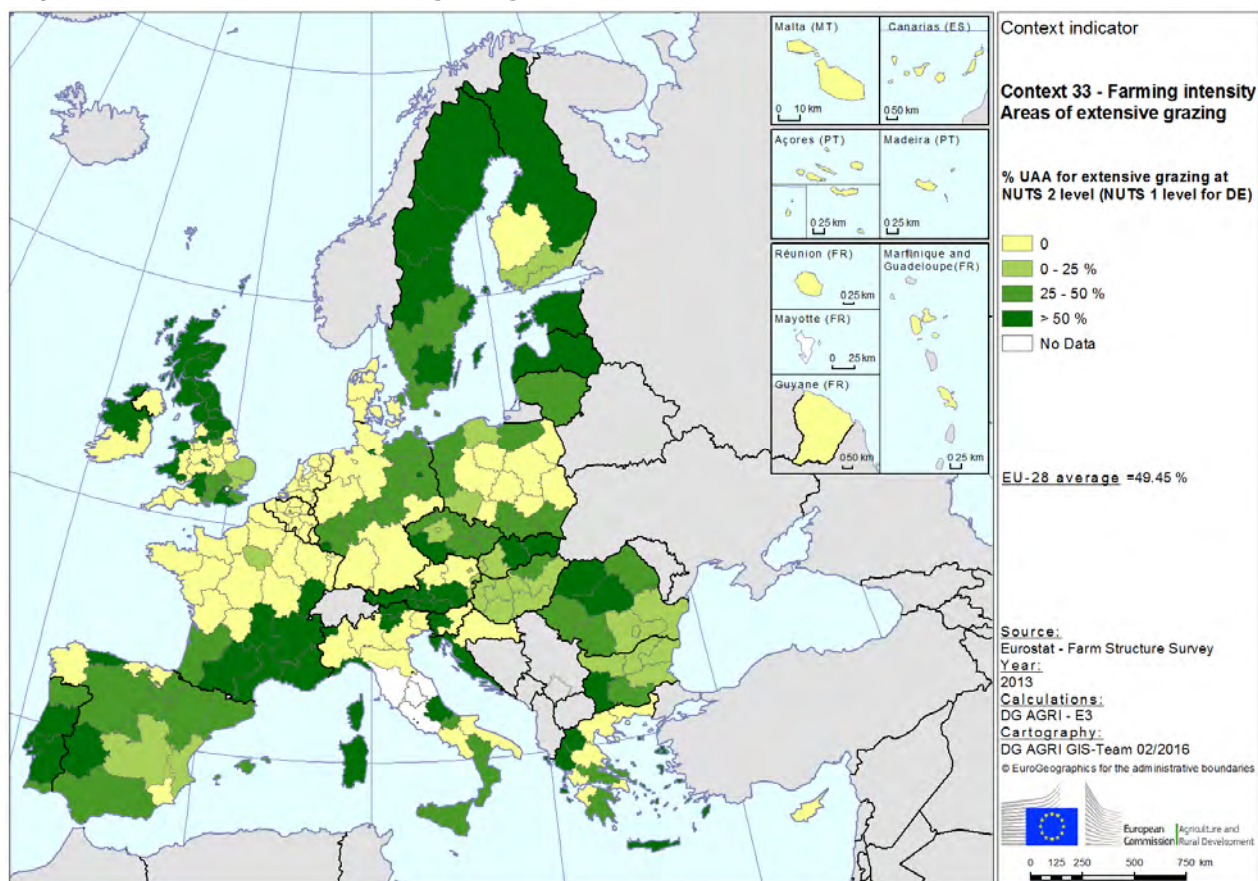 Malta (MT)
0 10 km
Canarias (ES)
0 50 km
Açores (PT)
0 25 km
Madeira (PT)
0 25 km
Réunion (FR)
0 25 km
Mayotte (FR)
0 25 km
Guyane (FR)
0 50 km
Martinique and
Guadeloupe(FR)
0 25 km
Context indicator
Context 33 - Farming intensity
Areas of extensive grazing
% UAA for extensive grazing at
NUTS 2 level (NUTS 1 level for DE)
0
0 - 25 %
25 - 50 %
> 50 %
No Data
EU-28 average =49.45 %
Source:
Eurostat - Farm Structure Survey
Year:
2013
Calculations:
DG AGRI - E3
Cartography:
DG AGRI GIS-Team 02/2016
© EuroGeographics for the administrative boundaries
European
Commission
Agriculture and
Rural Development
0 125 250 500 750 km